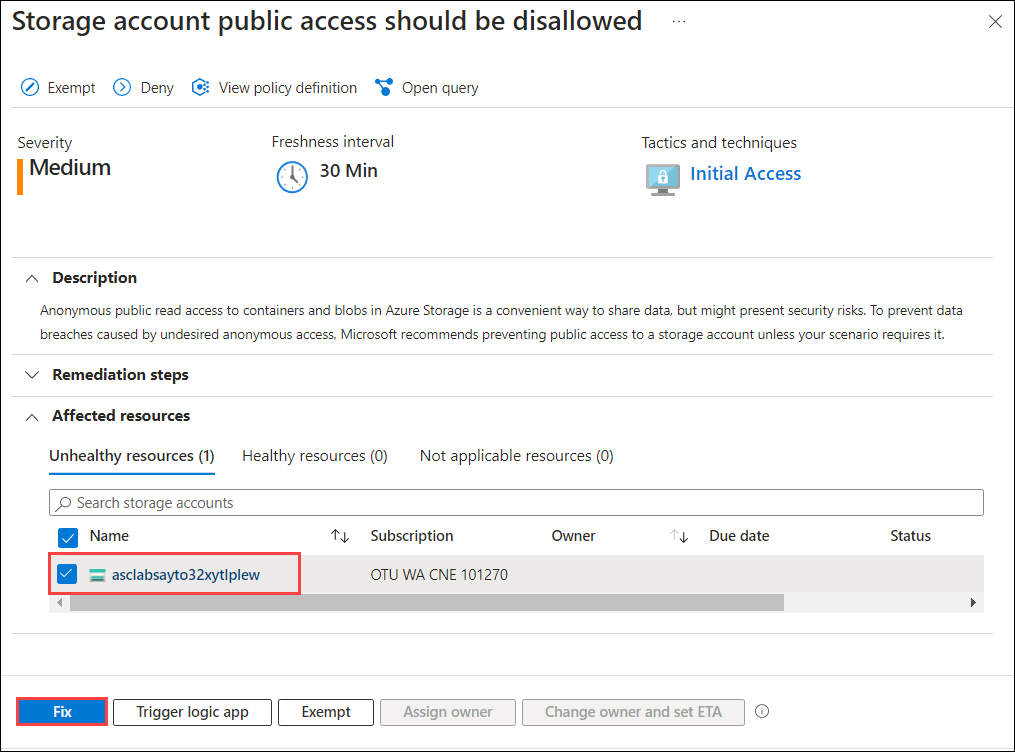 Storage account public access should be disallowed ...
Exempt Deny View policy definition Open query
Severity Freshness interval Tactics and techniques
Medium 30 Min Initial Access
Description
Anonymous public read access to containers and blobs in Azure Storage is a convenient way to share data, but might present security risks. To prevent data
breaches caused by undesired anonymous access, Microsoft recommends preventing public access to a storage account unless your scenario requires it.
Remediation steps
Affected resources
Unhealthy resources (1) Healthy resources (0) Not applicable resources (0)
Search storage accounts
Name Subscription Owner Due date Status
asclabsayto32xytlplew OTU WA CNE 101270
Fix Trigger logic app Exempt Assign owner Change owner and set ETA